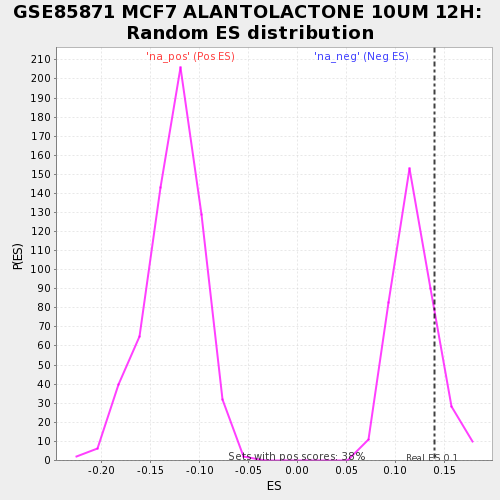 GSE85871 MCF7 ALANTOLACTONE 10UM 12H:
Random ES distribution
'na_pos' (Pos ES)
'na_neg' (Neg ES)
210
200
190
180
170
160
150
140
130
120
110
100
90
80
70
60
50
40
30
20
10
0
P(ES)
Sets with pos scores: 38%
Real ES 0.1
-0.20 -0.15 -0.10 -0.05 0.00 0.05 0.10 0.15
ES